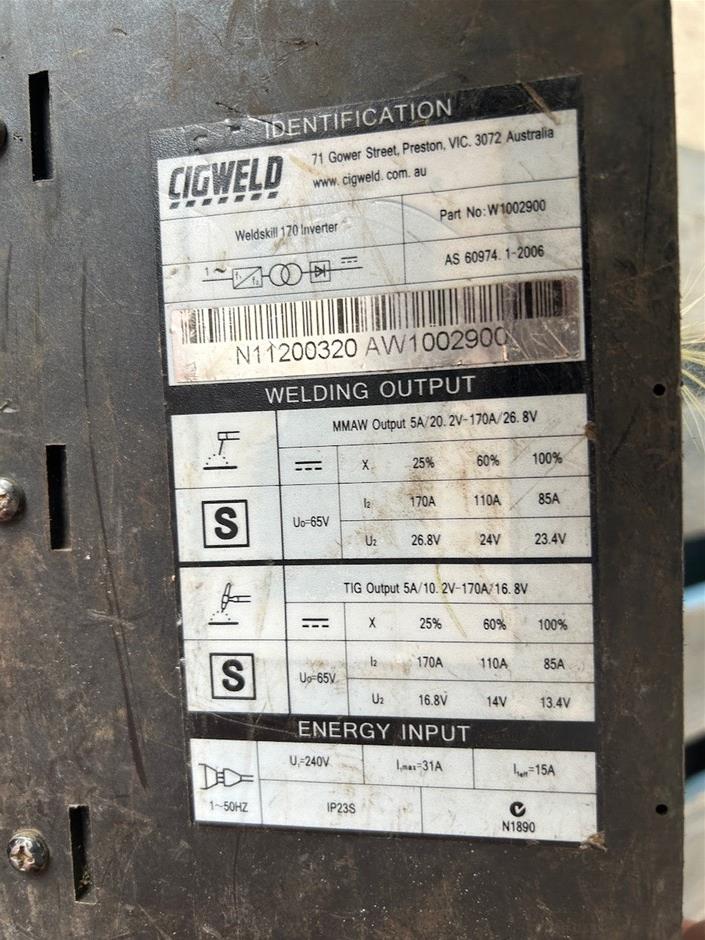 IDENTIFICATION
CIGWELD
71 Gower Street, Preston, VIC. 3072 Australia
www. cigweld. com. au
Weldskill 170 Inverter
Part No: W1002900
1~ f₁ f₂
AS 60974. 1-2006
N11200320 AW1002900
WELDING OUTPUT
MMAW Output 5A/20. 2V-170A/26. 8V
X 25% 60% 100%
S
U₀=65V
I₂ 170A 110A 85A
U₂ 26.8V 24V 23.4V
TIG Output 5A/10. 2V-170A/16. 8V
X 25% 60% 100%
S
U₀=65V
I₂ 170A 110A 85A
U₂ 16.8V 14V 13.4V
ENERGY INPUT
U₁=240V I₁max=31A I₁eff=15A
1~50HZ IP23S N1890